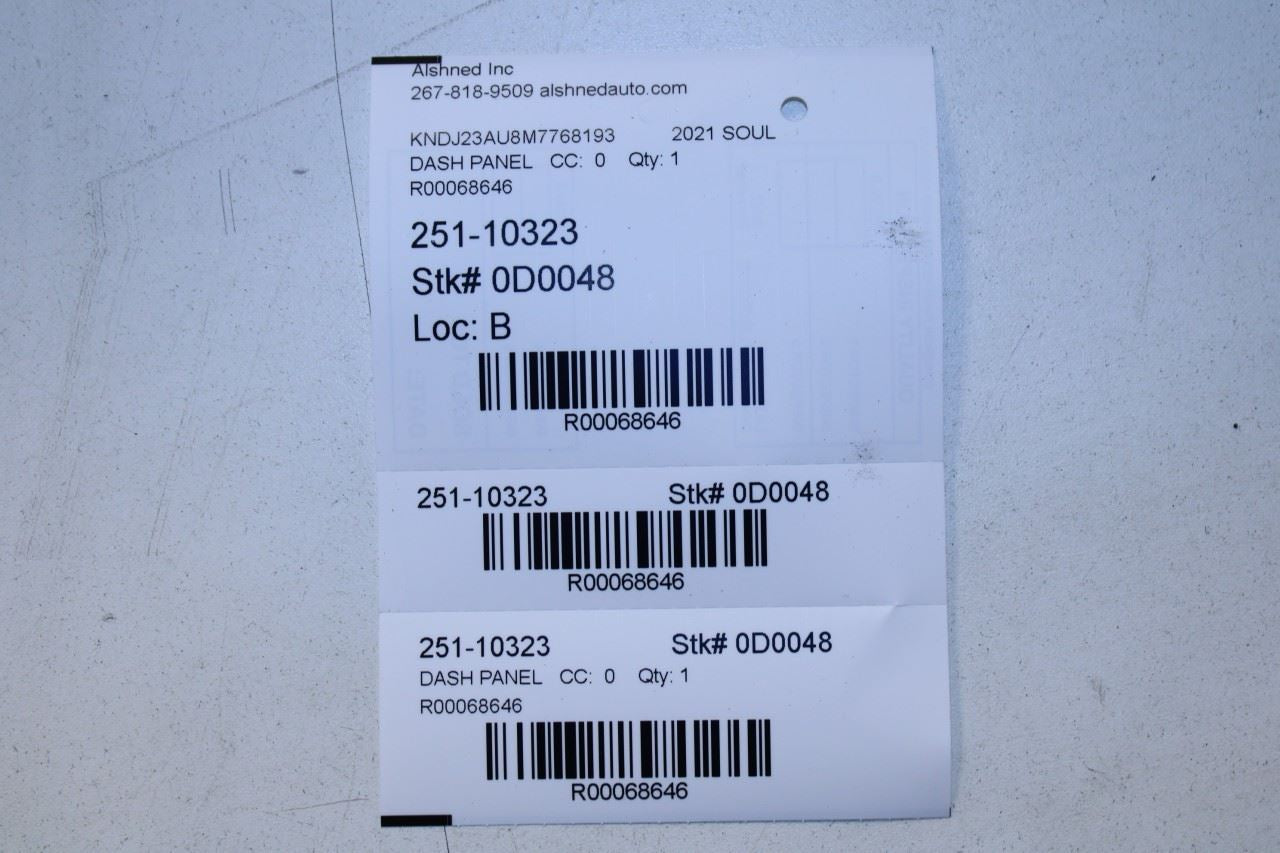 Alshned Inc
267-818-9509 alshnedauto.com
KNDJ23AU8M7768193 2021 SOUL
DASH PANEL CC: 0 Qty: 1
R00068646
251-10323
Stk# 0D0048
Loc: B
R00068646
251-10323 Stk# 0D0048
R00068646
251-10323 Stk# 0D0048
DASH PANEL CC: 0 Qty: 1
R00068646
R00068646